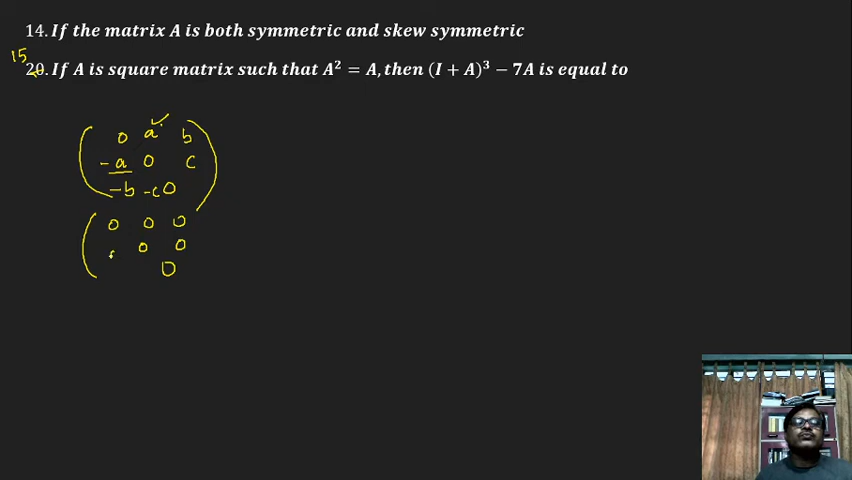 14. If the matrix A is both symmetric and skew symmetric
15
20. If A is square matrix such that A² = A, then (I + A)³ − 7A is equal to
0 a b
-a 0 c
-b -c 0
0 0 0
0 0
0